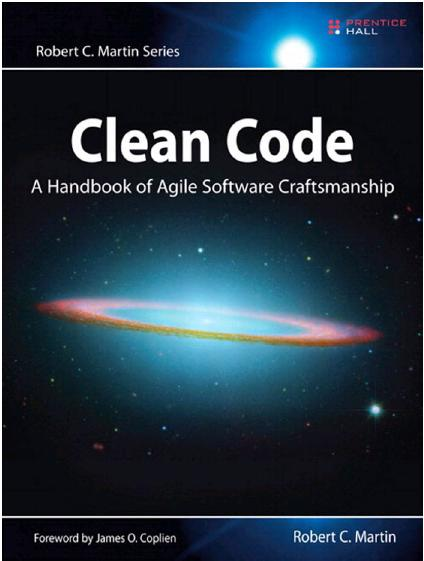 Robert C. Martin Series
PRENTICE
HALL
Clean Code
A Handbook of Agile Software Craftsmanship
Foreword by James O. Coplien
Robert C. Martin